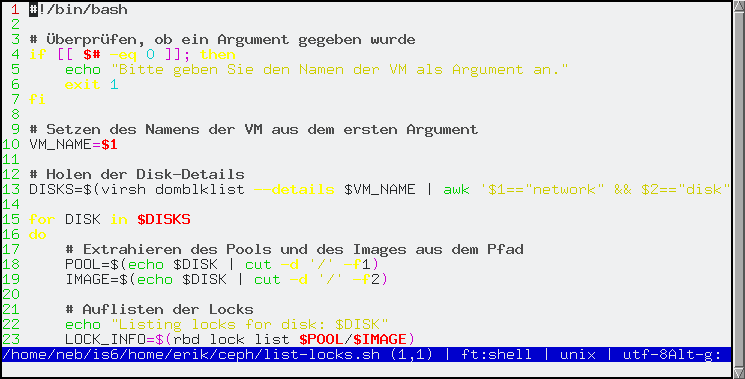 1 #!/bin/bash
2
3 # Überprüfen, ob ein Argument gegeben wurde
4 if [[ $# -eq 0 ]]; then
5     echo "Bitte geben Sie den Namen der VM als Argument an."
6     exit 1
7 fi
8
9 # Setzen des Namens der VM aus dem ersten Argument
10 VM_NAME=$1
11
12 # Holen der Disk-Details
13 DISKS=$(virsh domblklist --details $VM_NAME | awk '$1=="network" && $2=="disk"
14
15 for DISK in $DISKS
16 do
17     # Extrahieren des Pools und des Images aus dem Pfad
18     POOL=$(echo $DISK | cut -d '/' -f1)
19     IMAGE=$(echo $DISK | cut -d '/' -f2)
20
21     # Auflisten der Locks
22     echo "Listing locks for disk: $DISK"
23     LOCK_INFO=$(rbd lock list $POOL/$IMAGE)
/home/neb/is6/home/erik/ceph/list-locks.sh (1,1) | ft:shell | unix | utf-8Alt-g: